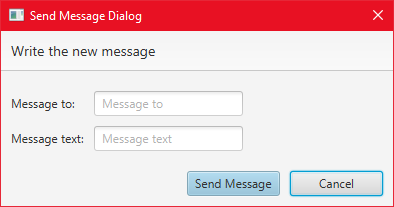 Send Message Dialog
Write the new message
Message to: Message to
Message text: Message text
Send Message Cancel